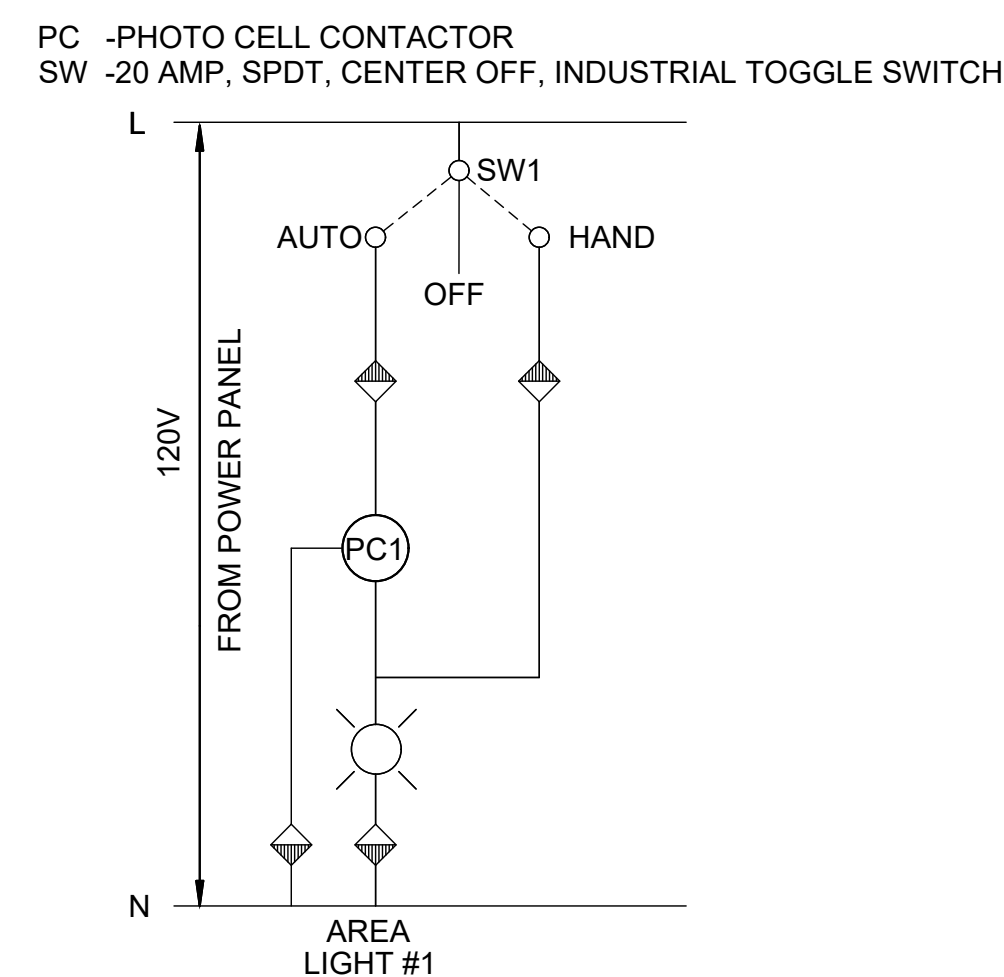 PC -PHOTO CELL CONTACTOR
SW -20 AMP, SPDT, CENTER OFF, INDUSTRIAL TOGGLE SWITCH
L
SW1
AUTO
HAND
OFF
120V
FROM POWER PANEL
PC1
N
AREA
LIGHT #1